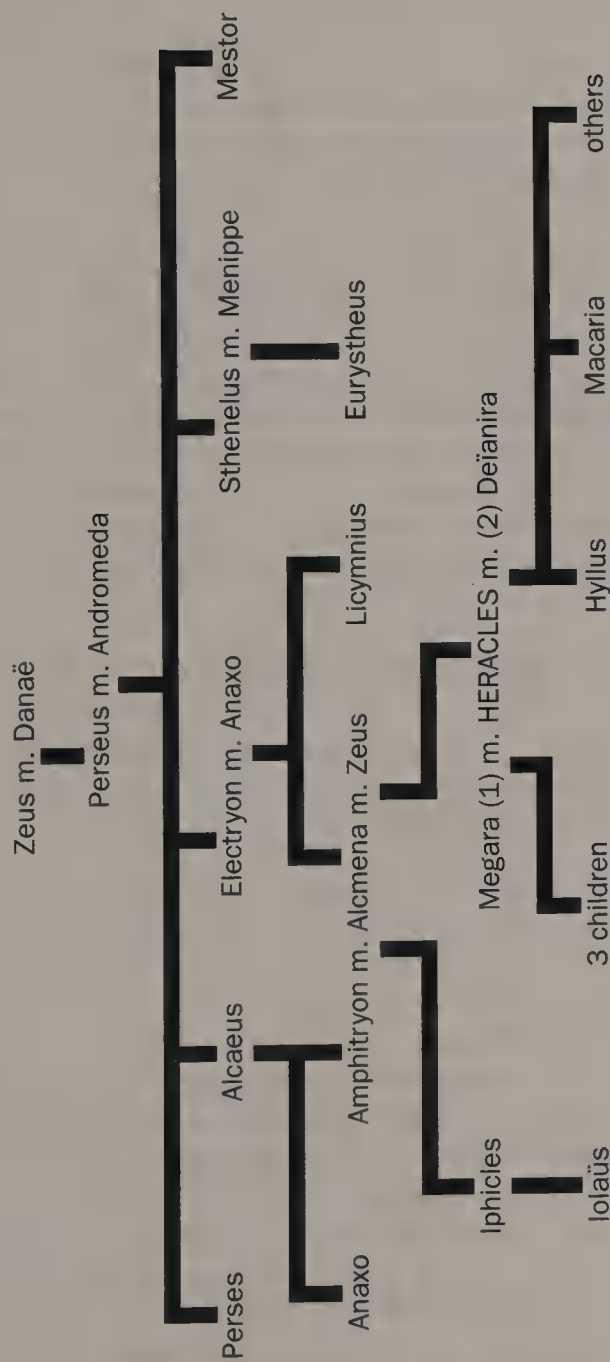 Zeus m. Danaë
Perseus m. Andromeda
Perses Alcaeus Electryon m. Anaxo Sthenelus m. Menippe Mestor
Anaxo Amphitryon m. Alcmena m. Zeus Licymnius Eurystheus
Iphicles Megara (1) m. HERACLES m. (2) Deïanira
Iolaüs 3 children Hyllus Macaria others